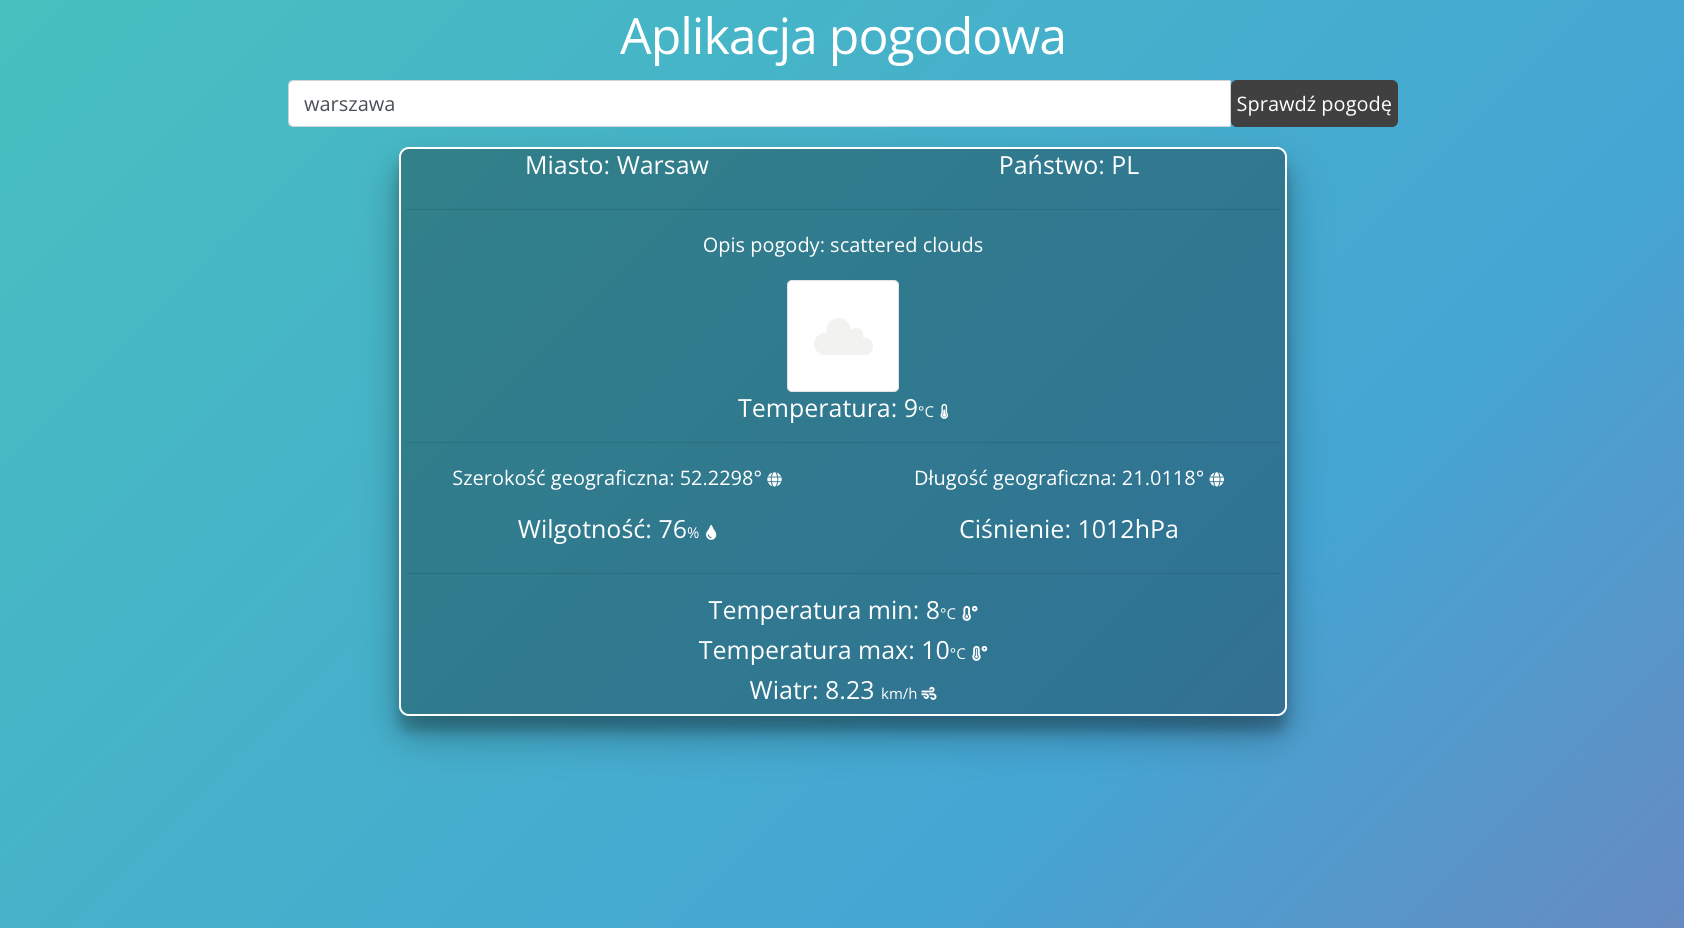 Aplikacja pogodowa
warszawa
Sprawdź pogodę
Miasto: Warsaw
Państwo: PL
Opis pogody: scattered clouds
Temperatura: 9°C
Szerokość geograficzna: 52.2298°
Długość geograficzna: 21.0118°
Wilgotność: 76%
Ciśnienie: 1012hPa
Temperatura min: 8°C
Temperatura max: 10°C
Wiatr: 8.23 km/h